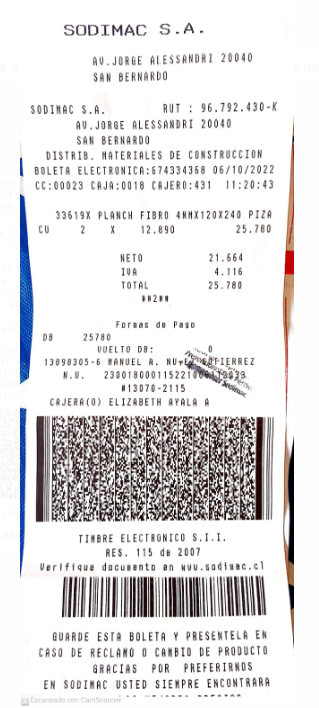 SODIMAC S.A.
AV.JORGE ALESSANDRI 20040
SAN BERNARDO
SODIMAC S.A. RUT : 96.792.430-K
AV.JORGE ALESSANDRI 20040
SAN BERNARDO
DISTRIB. MATERIALES DE CONSTRUCCION
BOLETA ELECTRONICA:674334368 06/10/2022
CC:00023 CAJA:0018 CAJERO:431 11:20:43
33619X PLANCH FIBRO 4MMX120X240 PIZA
CU 2 X 12.890 25.780
NETO 21.664
IVA 4.116
TOTAL 25.780
**2**
Formas de Pago
DB 25780
VUELTO DB: 0
13898305-6 MANUEL A. GUTIERREZ
N.U.
#13070-2115
CAJERA(O) ELIZABETH AYALA A
TIMBRE ELECTRONICO S.I.I.
RES. 115 de 2007
Verifique documento en www.sodimac.cl
GUARDE ESTA BOLETA Y PRESENTELA EN
CASO DE RECLAMO O CAMBIO DE PRODUCTO
GRACIAS POR PREFERIRNOS
EN SODIMAC USTED SIEMPRE ENCONTRARA
Escaneado con CamScanner